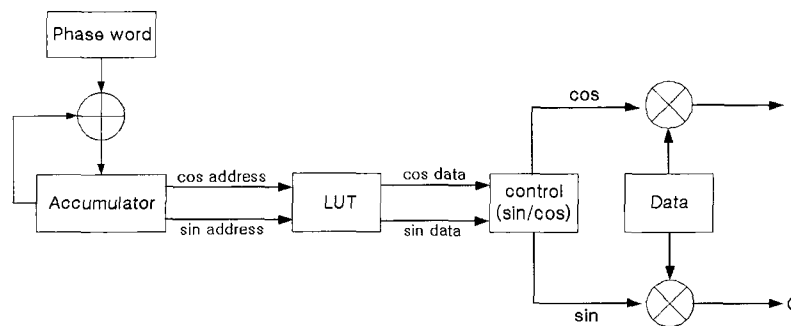 Phase word
cos
cos address
cos data
Accumulator
LUT
control
(sin/cos)
Data
sin address
sin data
sin